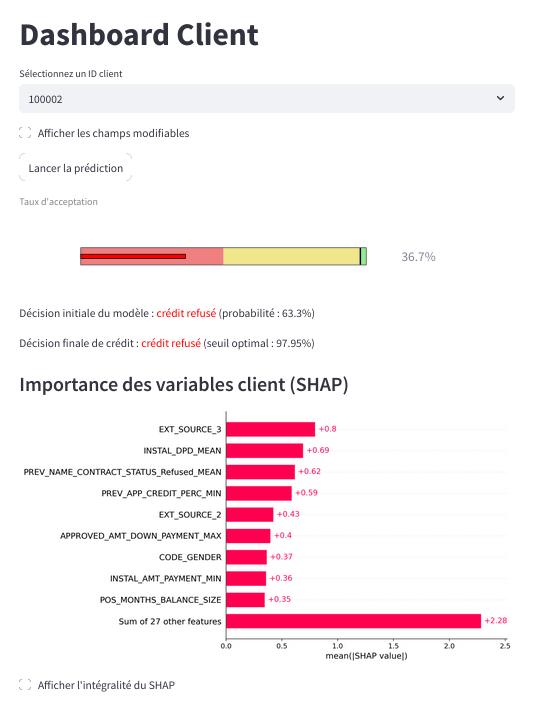 Dashboard Client
Sélectionnez un ID client
100002
Afficher les champs modifiables
Lancer la prédiction
Taux d'acceptation
36.7%
Décision initiale du modèle : crédit refusé (probabilité : 63.3%)
Décision finale de crédit : crédit refusé (seuil optimal : 97.95%)
Importance des variables client (SHAP)
EXT_SOURCE_3 +0.8
INSTAL_DPD_MEAN +0.69
PREV_NAME_CONTRACT_STATUS_Refused_MEAN +0.62
PREV_APP_CREDIT_PERC_MIN +0.59
EXT_SOURCE_2 +0.43
APPROVED_AMT_DOWN_PAYMENT_MAX +0.4
CODE_GENDER +0.37
INSTAL_AMT_PAYMENT_MIN +0.36
POS_MONTHS_BALANCE_SIZE +0.35
Sum of 27 other features +2.28
0.0 0.5 1.0 1.5 2.0 2.5
mean(|SHAP value|)
Afficher l'intégralité du SHAP